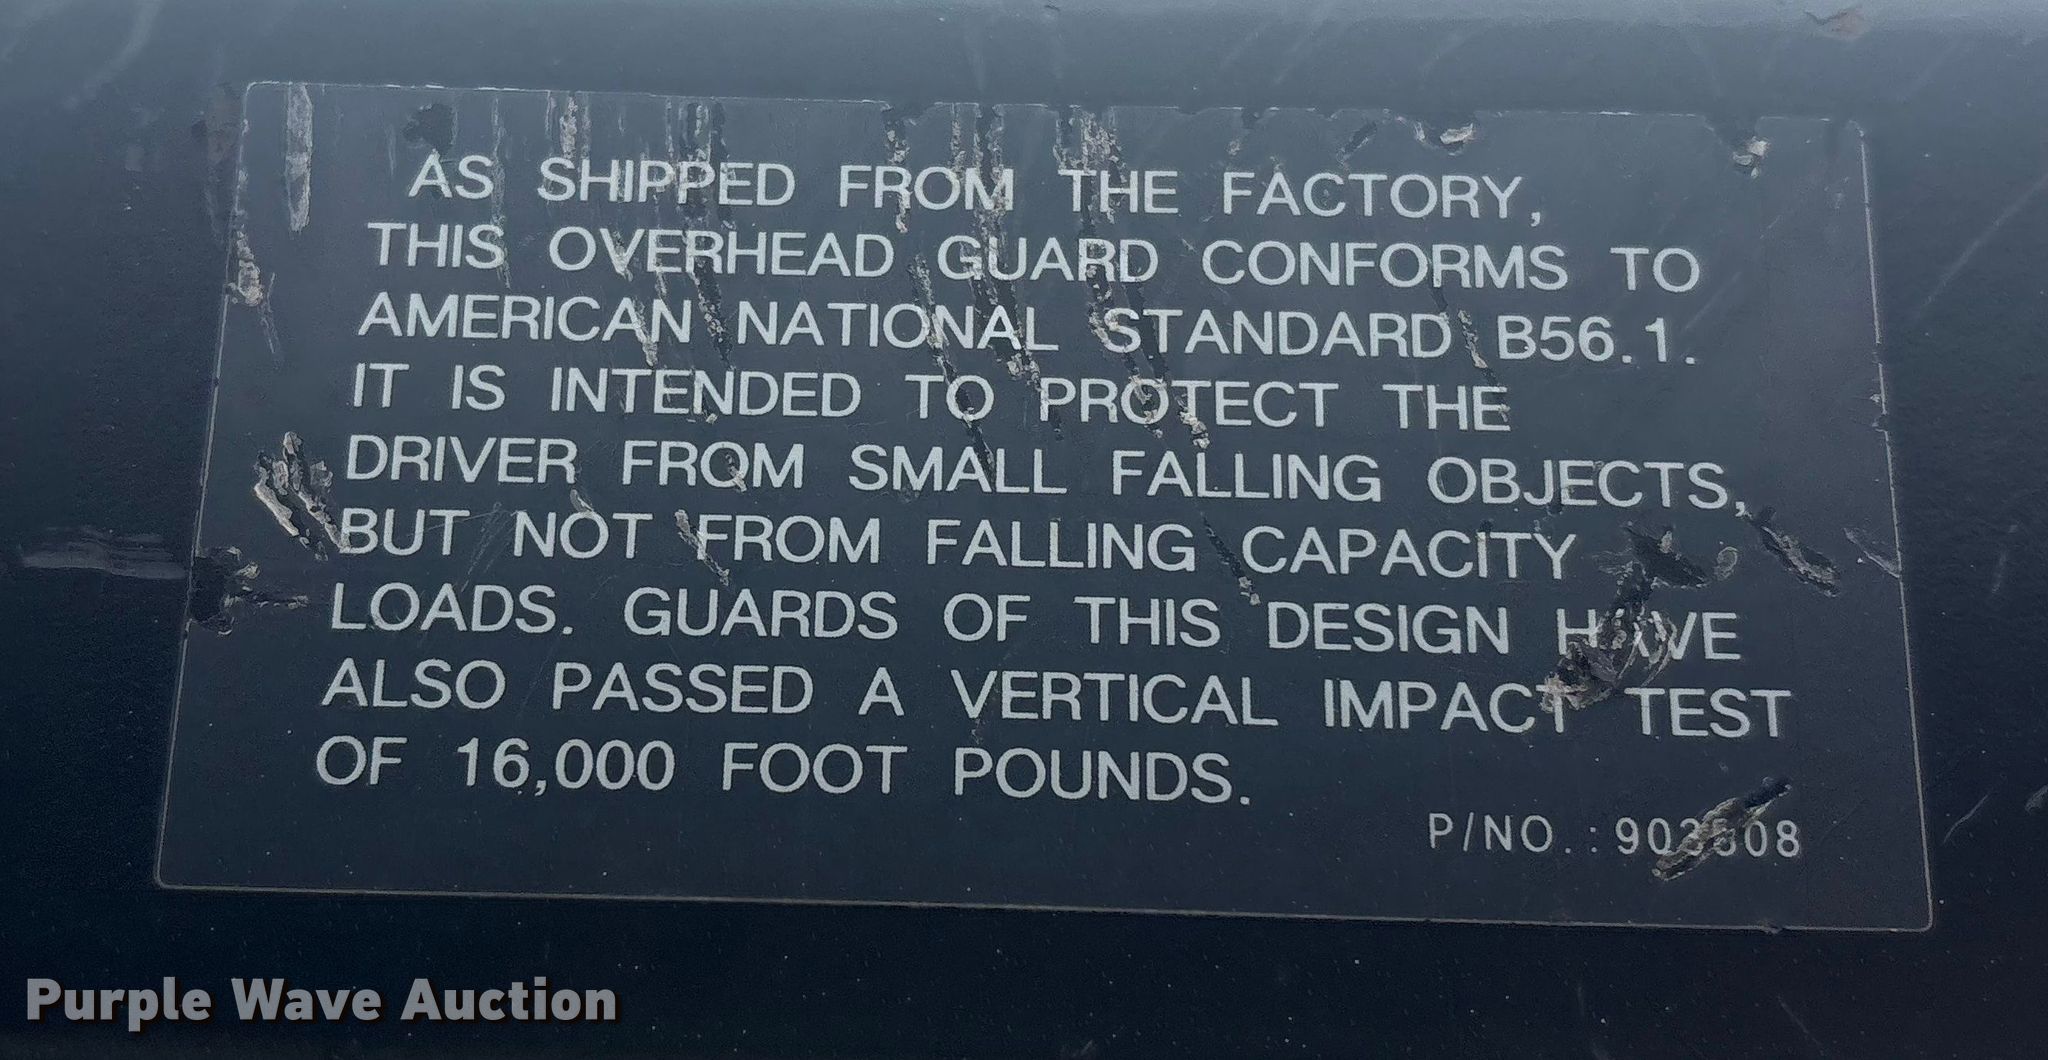 AS SHIPPED FROM THE FACTORY,
THIS OVERHEAD GUARD CONFORMS TO
AMERICAN NATIONAL STANDARD B56.1.
IT IS INTENDED TO PROTECT THE
DRIVER FROM SMALL FALLING OBJECTS,
BUT NOT FROM FALLING CAPACITY
LOADS. GUARDS OF THIS DESIGN HAVE
ALSO PASSED A VERTICAL IMPACT TEST
OF 16,000 FOOT POUNDS.
P/NO.:
Purple Wave Auction